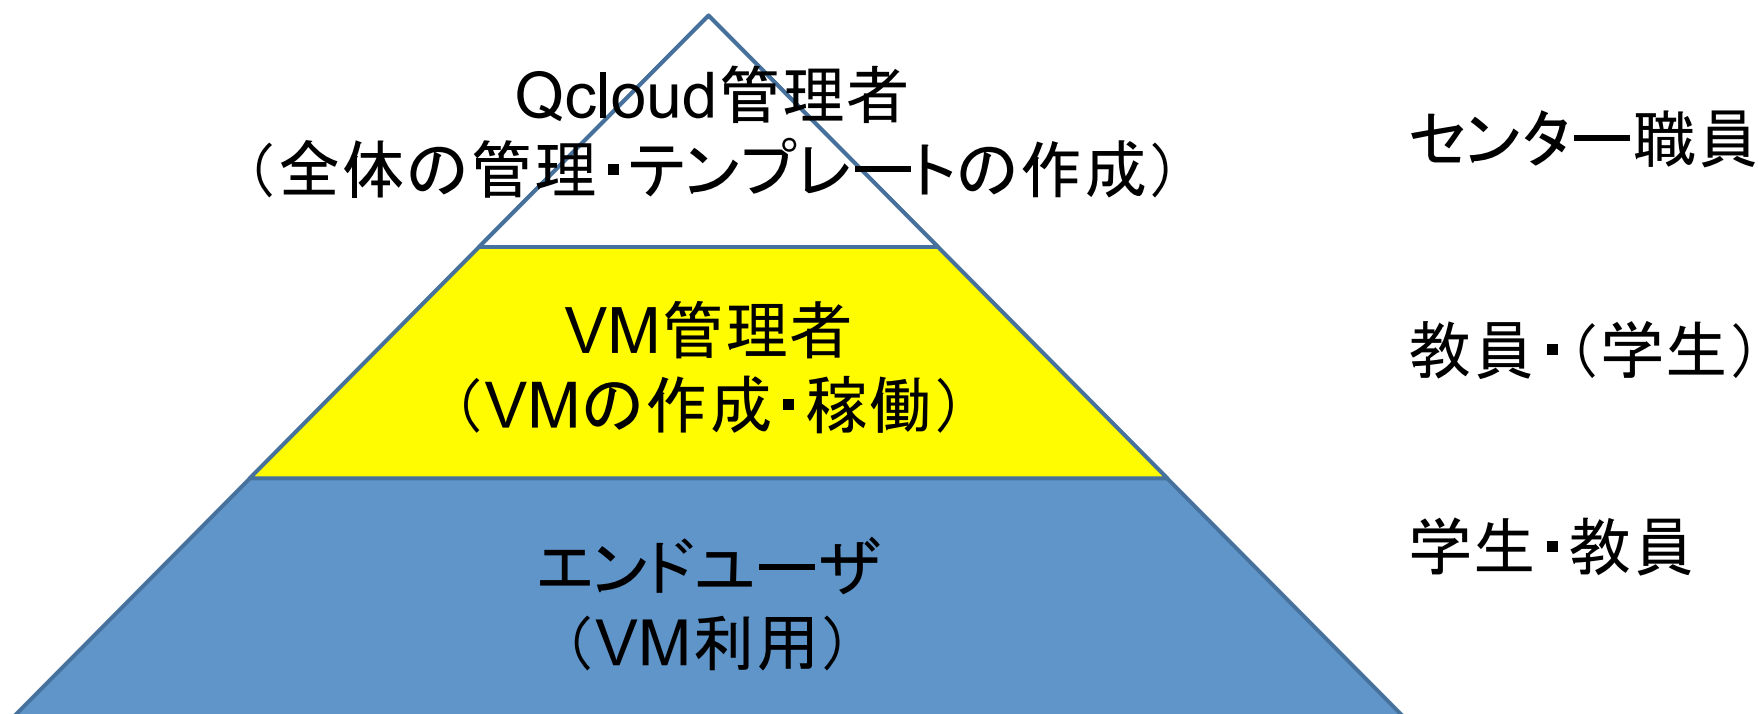 Qcloud管理者
（全体の管理・テンプレートの作成）
センター職員
VM管理者
（VMの作成・稼働）
教員・（学生）
エンドユーザ
（VM利用）
学生・教員